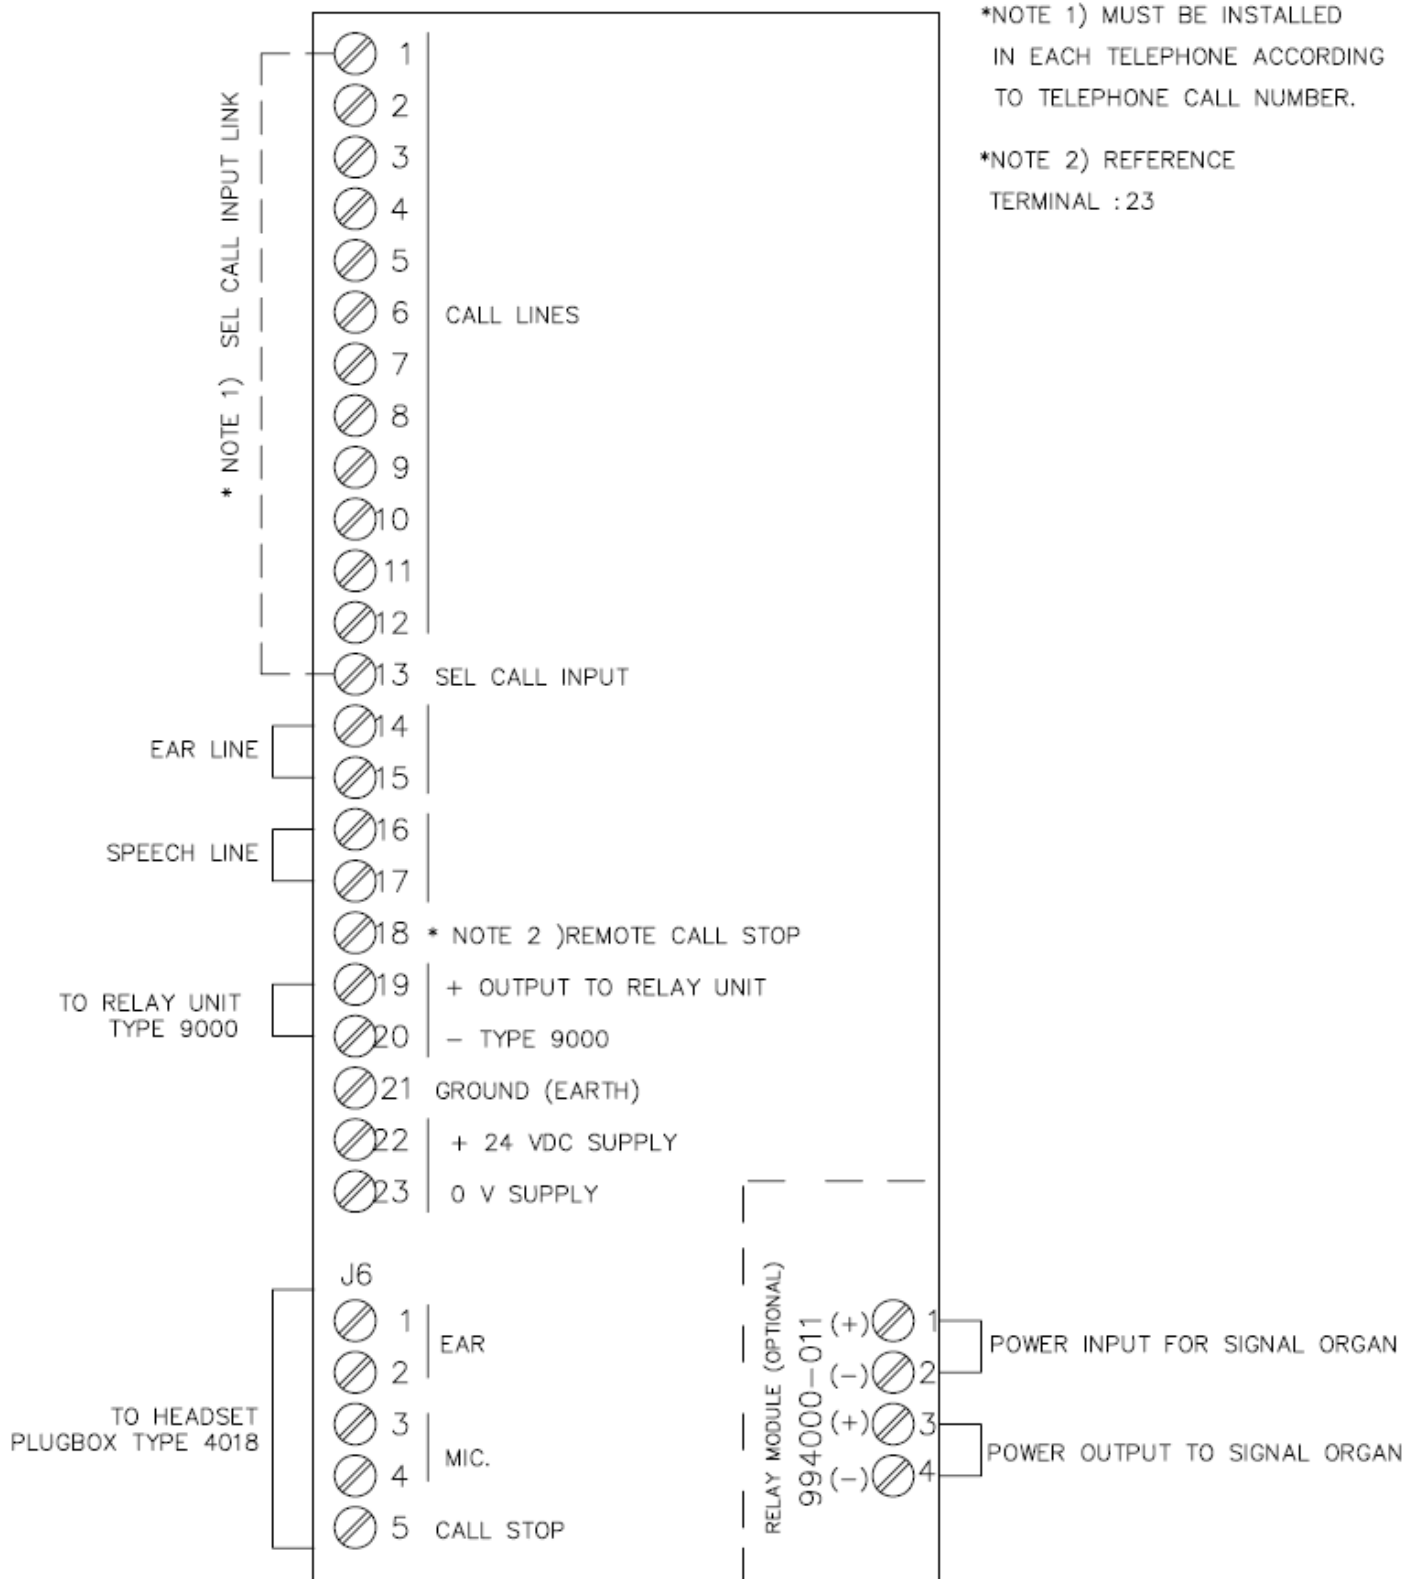 *NOTE 1) MUST BE INSTALLED
IN EACH TELEPHONE ACCORDING
TO TELEPHONE CALL NUMBER.
*NOTE 2) REFERENCE
TERMINAL :23
* NOTE 1) SEL CALL INPUT LINK
1
2
3
4
5
6 CALL LINES
7
8
9
10
11
12
13 SEL CALL INPUT
14
EAR LINE
15
16
SPEECH LINE
17
18 * NOTE 2 )REMOTE CALL STOP
19 + OUTPUT TO RELAY UNIT
TO RELAY UNIT
TYPE 9000
20 - TYPE 9000
21 GROUND (EARTH)
22 + 24 VDC SUPPLY
23 0 V SUPPLY
J6
1
EAR
2
3
MIC.
4
5 CALL STOP
TO HEADSET
PLUGBOX TYPE 4018
RELAY MODULE (OPTIONAL)
994000-011
(+) 1
(-) 2
POWER INPUT FOR SIGNAL ORGAN
(+) 3
(-) 4
POWER OUTPUT TO SIGNAL ORGAN